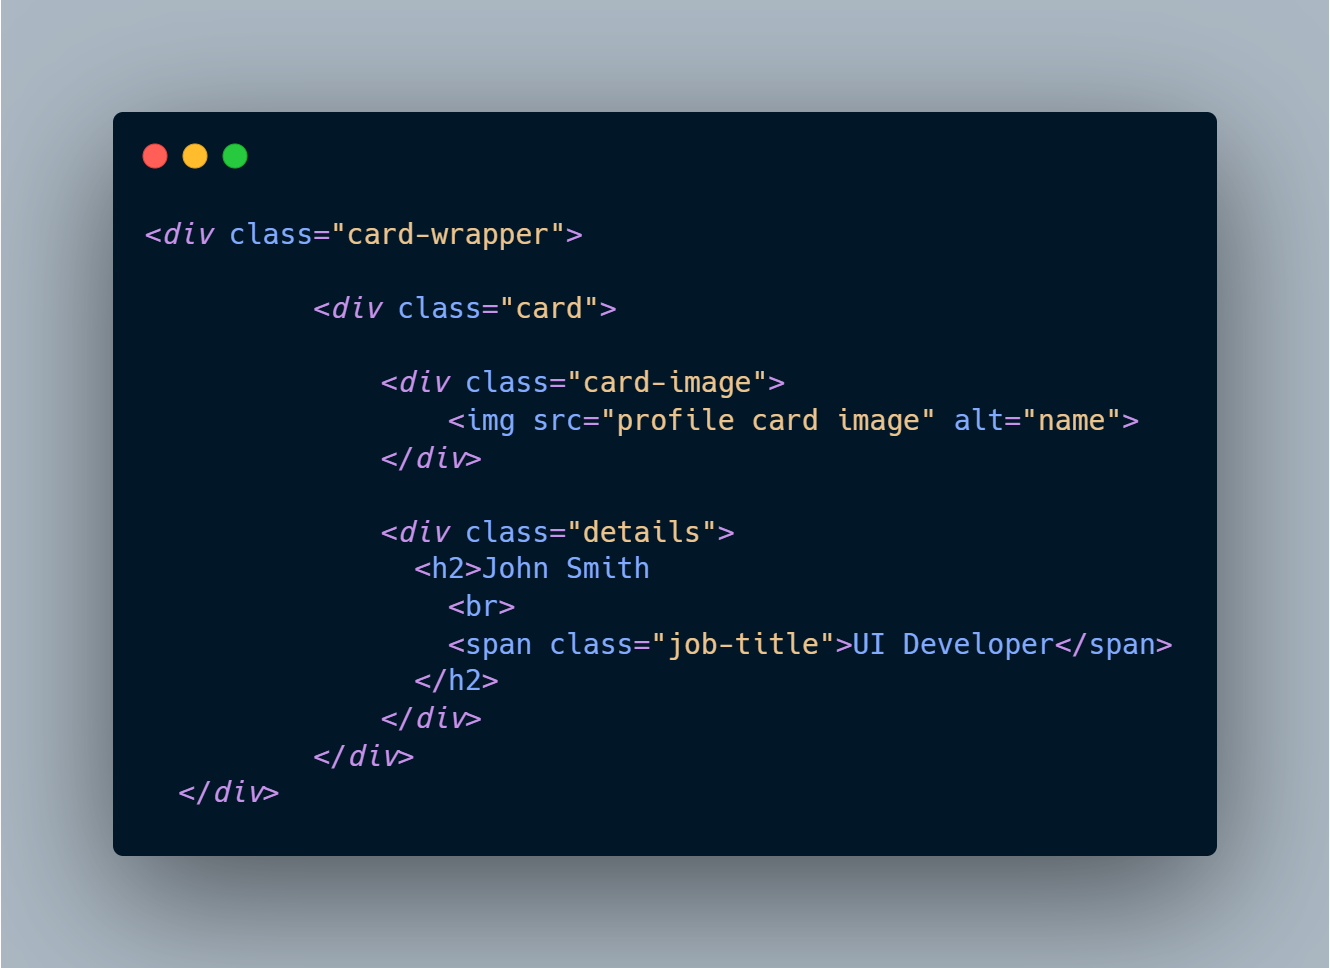 <div class="card-wrapper">
<div class="card">
<div class="card-image">
<img src="profile card image" alt="name">
</div>
<div class="details">
<h2>John Smith
<br>
<span class="job-title">UI Developer</span>
</h2>
</div>
</div>
</div>